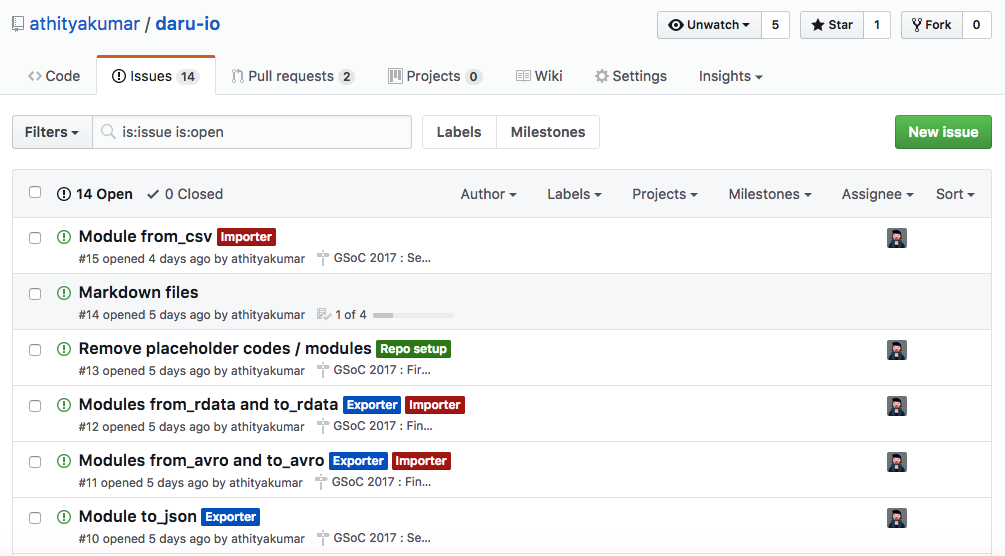 athityakumar / daru-io Unwatch 5 Star 1 Fork 0
Code Issues 14 Pull requests 2 Projects 0 Wiki Settings Insights
Filters is:issue is:open Labels Milestones New issue
14 Open 0 Closed Author Labels Projects Milestones Assignee Sort
Module from_csv Importer
#15 opened 4 days ago by athityakumar GSoC 2017 : Se...
Markdown files
#14 opened 5 days ago by athityakumar 1 of 4
Remove placeholder codes / modules Repo setup
#13 opened 5 days ago by athityakumar GSoC 2017 : Fir...
Modules from_rdata and to_rdata Exporter Importer
#12 opened 5 days ago by athityakumar GSoC 2017 : Fin...
Modules from_avro and to_avro Exporter Importer
#11 opened 5 days ago by athityakumar GSoC 2017 : Fin...
Module to_json Exporter
#10 opened 5 days ago by athityakumar GSoC 2017 : Se...